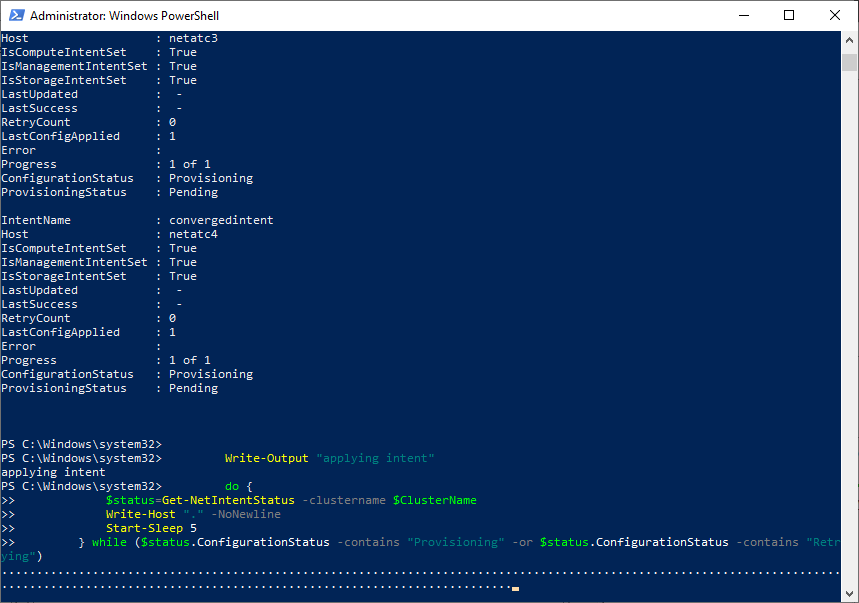 Administrator: Windows PowerShell
Host                 : netatc3
IsComputeIntentSet   : True
IsManagementIntentSet : True
IsStorageIntentSet   : True
LastUpdated          :  -
LastSuccess          :  -
RetryCount           : 0
LastConfigApplied    : 1
Error                :
Progress             : 1 of 1
ConfigurationStatus  : Provisioning
ProvisioningStatus   : Pending
IntentName           : convergedintent
Host                 : netatc4
IsComputeIntentSet   : True
IsManagementIntentSet : True
IsStorageIntentSet   : True
LastUpdated          :  -
LastSuccess          :  -
RetryCount           : 0
LastConfigApplied    : 1
Error                :
Progress             : 1 of 1
ConfigurationStatus  : Provisioning
ProvisioningStatus   : Pending
PS C:\Windows\system32>
PS C:\Windows\system32>         Write-Output "applying intent"
applying intent
PS C:\Windows\system32>         do {
>>             $status=Get-NetIntentStatus -clustername $ClusterName
>>             Write-Host "." -NoNewline
>>             Start-Sleep 5
>>         } while ($status.ConfigurationStatus -contains "Provisioning" -or $status.ConfigurationStatus -contains "Retr
ying")
........................................................................................................................
.........................................................................